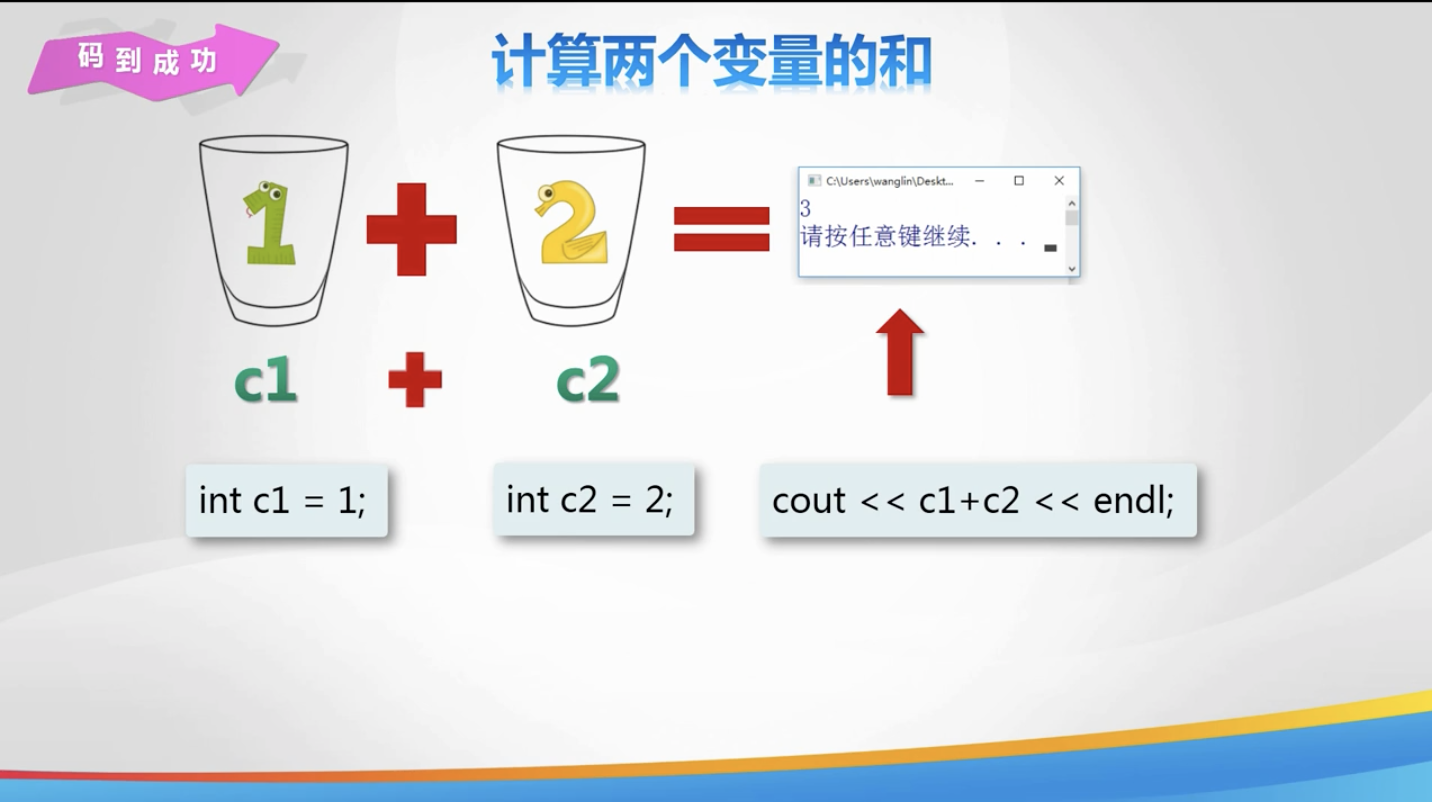 码到成功
计算两个变量的和
1
2
C:\Users\wanglin\Deskt...
3
请按任意键继续. . .
c1
c2
int c1 = 1;
int c2 = 2;
cout << c1+c2 << endl;